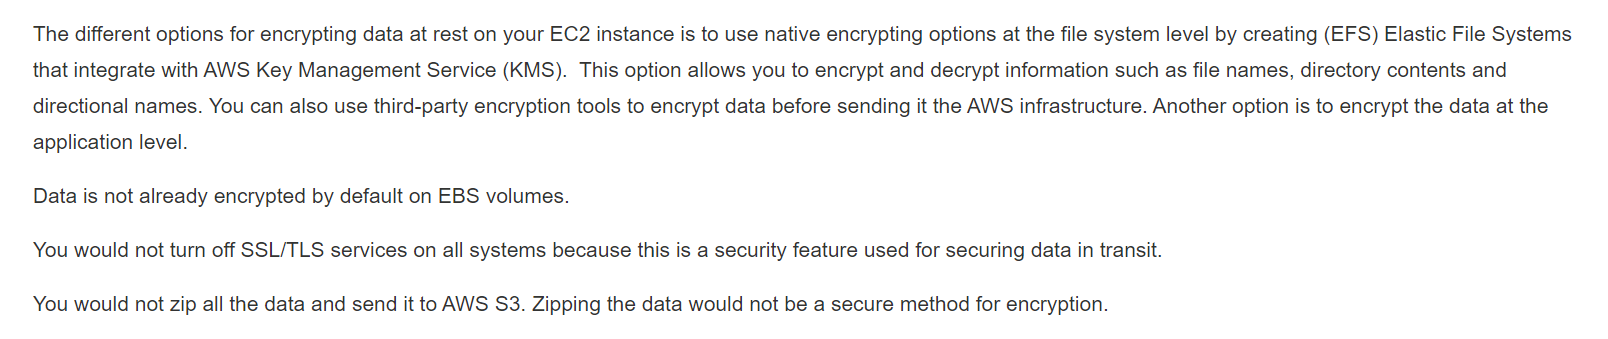 The different options for encrypting data at rest on your EC2 instance is to use native encrypting options at the file system level by creating (EFS) Elastic File Systems
that integrate with AWS Key Management Service (KMS).  This option allows you to encrypt and decrypt information such as file names, directory contents and
directional names. You can also use third-party encryption tools to encrypt data before sending it the AWS infrastructure. Another option is to encrypt the data at the
application level.
Data is not already encrypted by default on EBS volumes.
You would not turn off SSL/TLS services on all systems because this is a security feature used for securing data in transit.
You would not zip all the data and send it to AWS S3. Zipping the data would not be a secure method for encryption.